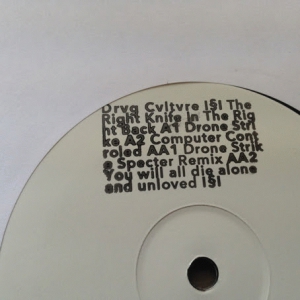 Drvg Cvltvre |§| The
Right Knife In The Rig
ht Back A1 Drone Stri
ke A2 Computer Cont
roled AA1 Drone Strik
e Specter Remix AA2
You will all die alone
and unloved |§|